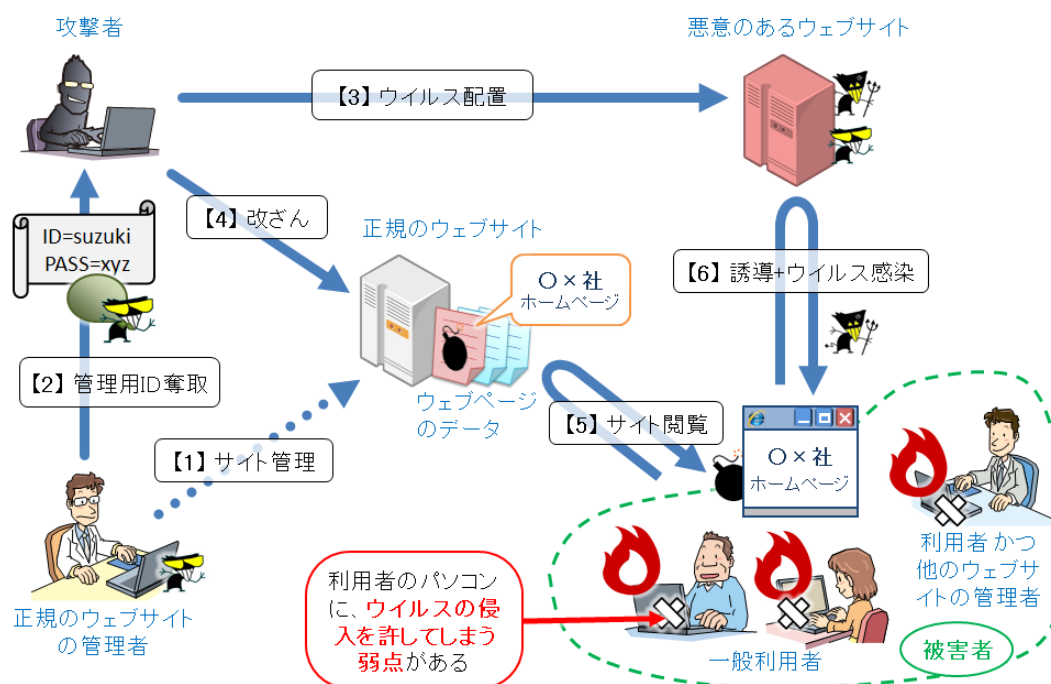 攻撃者
悪意のあるウェブサイト
【3】ウイルス配置
ID=suzuki
PASS=xyz
【4】改ざん
正規のウェブサイト
〇×社
ホームページ
【6】誘導+ウイルス感染
【2】管理用ID奪取
ウェブページ
のデータ
【5】サイト閲覧
【1】サイト管理
〇×社
ホームページ
正規のウェブサイト
の管理者
利用者のパソコン
に、ウイルスの侵
入を許してしまう
弱点がある
一般利用者
利用者かつ
他のウェブサ
イトの管理者
被害者